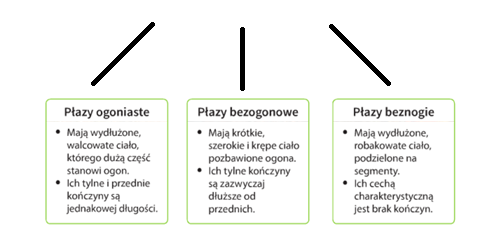 Płazy ogoniaste
• Mają wydłużone,
walcowate ciało,
którego dużą część
stanowi ogon.
• Ich tylne i przednie
kończyny są
jednakowej długości.
Płazy bezogonowe
• Mają krótkie,
szerokie i krępe ciało
pozbawione ogona.
• Ich tylne kończyny
są zazwyczaj
dłuższe od
przednich.
Płazy beznogie
• Mają wydłużone,
robakowate ciało,
podzielone na
segmenty.
• Ich cechą
charakterystyczną
jest brak kończyn.